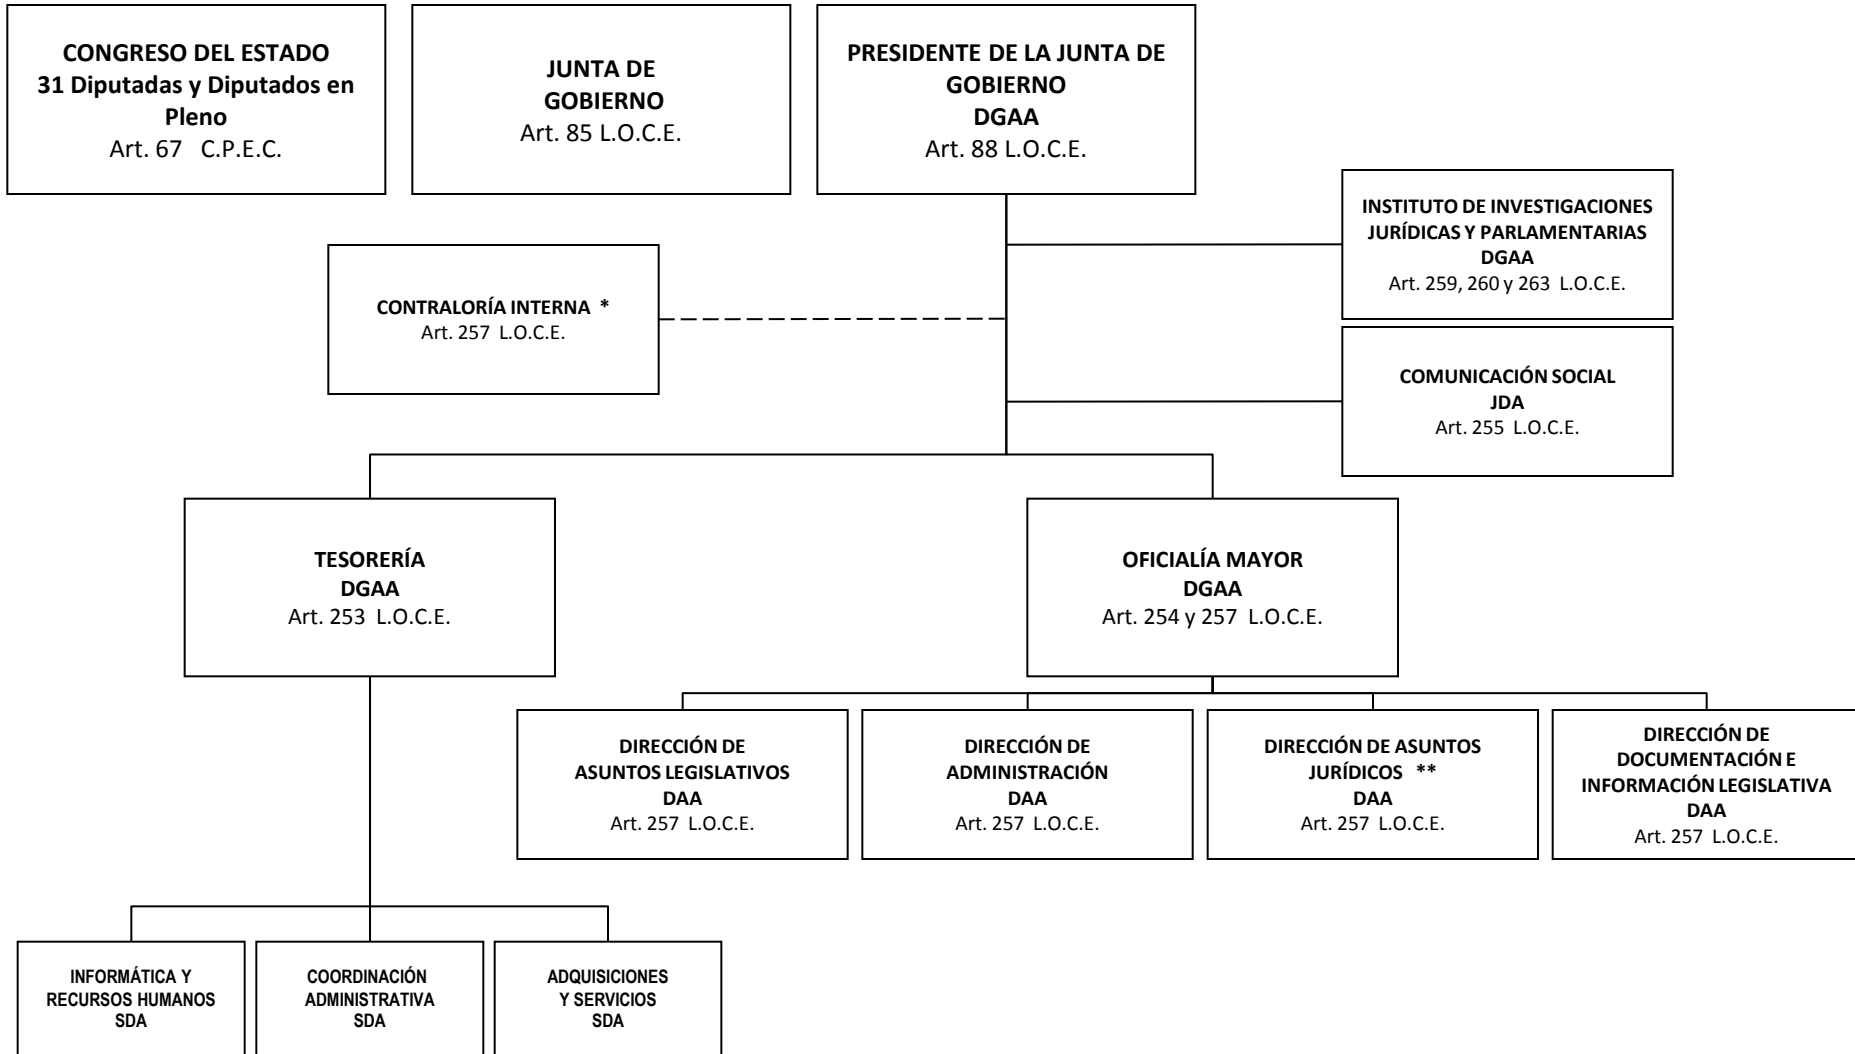 CONGRESO DEL ESTADO
31 Diputadas y Diputados en
Pleno
Art. 67 C.P.E.C.
JUNTA DE
GOBIERNO
Art. 85 L.O.C.E.
PRESIDENTE DE LA JUNTA DE
GOBIERNO
DGAA
Art. 88 L.O.C.E.
INSTITUTO DE INVESTIGACIONES
JURÍDICAS Y PARLAMENTARIAS
DGAA
Art. 259, 260 y 263 L.O.C.E.
CONTRALORÍA INTERNA *
Art. 257 L.O.C.E.
COMUNICACIÓN SOCIAL
JDA
Art. 255 L.O.C.E.
TESORERÍA
DGAA
Art. 253 L.O.C.E.
OFICIALÍA MAYOR
DGAA
Art. 254 y 257 L.O.C.E.
DIRECCIÓN DE
ASUNTOS LEGISLATIVOS
DAA
Art. 257 L.O.C.E.
DIRECCIÓN DE
ADMINISTRACIÓN
DAA
Art. 257 L.O.C.E.
DIRECCIÓN DE ASUNTOS
JURÍDICOS **
DAA
Art. 257 L.O.C.E.
DIRECCIÓN DE
DOCUMENTACIÓN E
INFORMACIÓN LEGISLATIVA
DAA
Art. 257 L.O.C.E.
INFORMÁTICA Y
RECURSOS HUMANOS
SDA
COORDINACIÓN
ADMINISTRATIVA
SDA
ADQUISICIONES
Y SERVICIOS
SDA